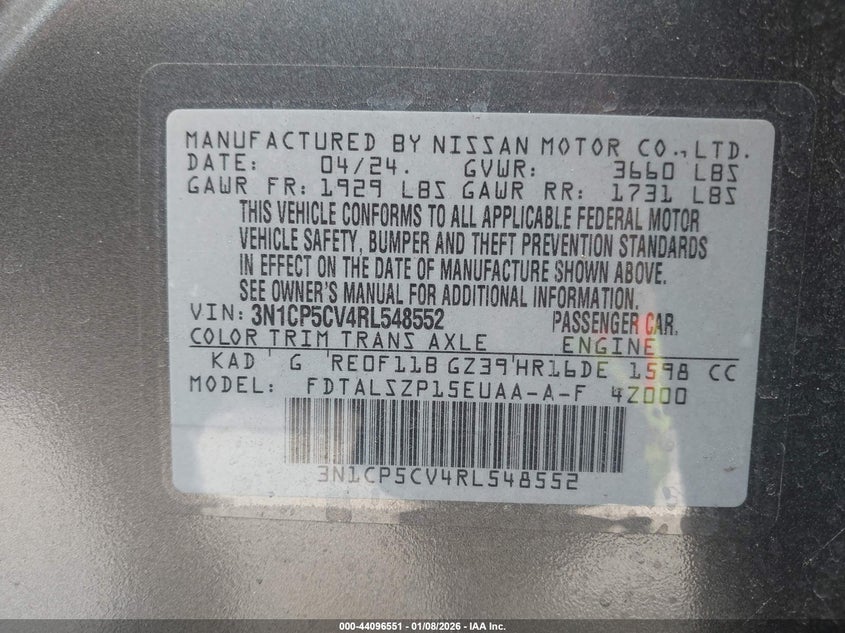 MANUFACTURED BY NISSAN MOTOR CO., LTD.
DATE: 04/24. GVWR: 3660 LBS
GAWR FR: 1929 LBS GAWR RR: 1731 LBS
THIS VEHICLE CONFORMS TO ALL APPLICABLE FEDERAL MOTOR
VEHICLE SAFETY, BUMPER AND THEFT PREVENTION STANDARDS
IN EFFECT ON THE DATE OF MANUFACTURE SHOWN ABOVE.
SEE OWNER'S MANUAL FOR ADDITIONAL INFORMATION.
VIN: 3N1CP5CV4RL548552 PASSENGER CAR.
COLOR TRIM TRANS AXLE ENGINE
KAD G RE0F11B GZ39 HR16DE 1598 CC
MODEL: FDTALSZP15EUAA-A-F 4Z000
3N1CP5CV4RL548552
000-44096551 - 01/08/2026 - IAA Inc.